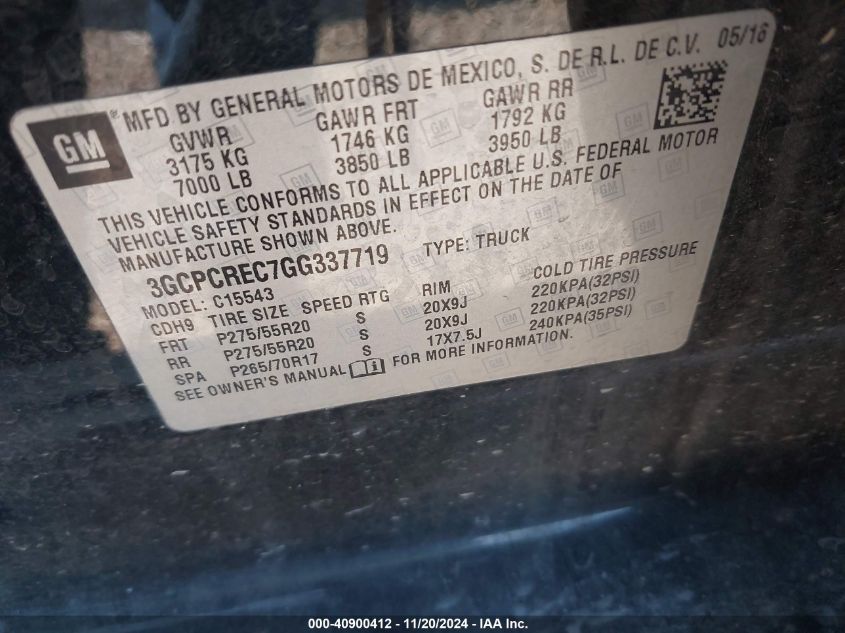 GM ® MFD BY GENERAL MOTORS DE MEXICO, S. DE R.L. DE C.V. 05/16
GVWR GAWR FRT GAWR RR
3175 KG 1746 KG 1792 KG
7000 LB 3850 LB 3950 LB
THIS VEHICLE CONFORMS TO ALL APPLICABLE U.S. FEDERAL MOTOR
VEHICLE SAFETY STANDARDS IN EFFECT ON THE DATE OF
MANUFACTURE SHOWN ABOVE.
3GCPCREC7GG337719 TYPE: TRUCK
MODEL: C15543
CDH9 TIRE SIZE SPEED RTG RIM COLD TIRE PRESSURE
FRT P275/55R20 S 20X9J 220KPA(32PSI)
RR P275/55R20 S 20X9J 220KPA(32PSI)
SPA P265/70R17 S 17X7.5J 240KPA(35PSI)
SEE OWNER'S MANUAL FOR MORE INFORMATION.
000-40900412 - 11/20/2024 - IAA Inc.